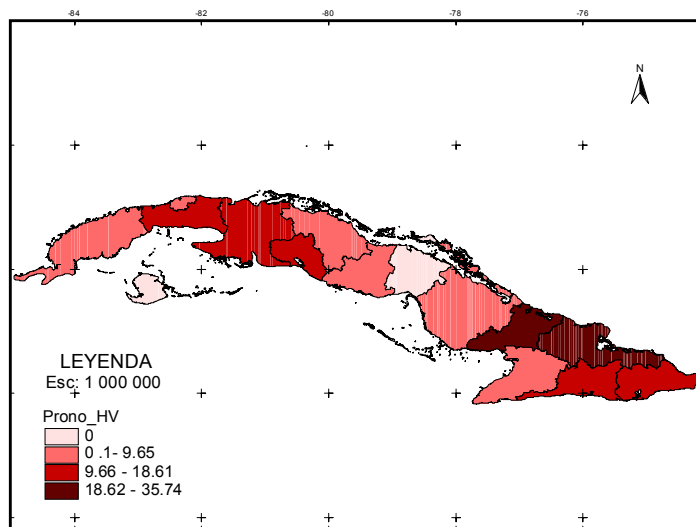 -84 -82 -80 -78 -76
N
LEYENDA
Esc: 1 000 000
Prono_HV
0
0 .1- 9.65
9.66 - 18.61
18.62 - 35.74